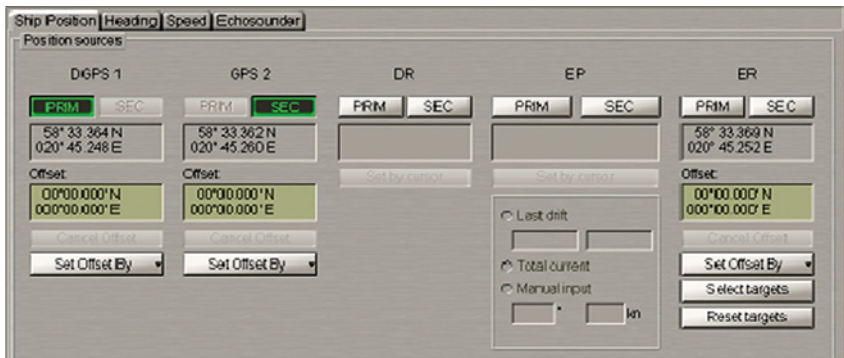 Ship Position Heading Speed Echosounder
Position sources
DGPS 1 GPS 2 DR EP ER
PRIM SEC PRIM SEC PRIM SEC PRIM SEC PRIM SEC
58° 33.364 N 58° 33.362 N 58° 33.369 N
020° 45.248 E 020° 45.260 E 020° 45.252 E
Set by cursor Set by cursor
Offset: Offset: Offset:
00°00.000' N 00°00.000' N 00°00.000' N
000°00.000' E 000°00.000' E 000°00.000' E
Last drift
Cancel Offset Cancel Offset Cancel Offset
Set Offset By Set Offset By Total current Set Offset By
Manual input Select targets
° kn Reset targets